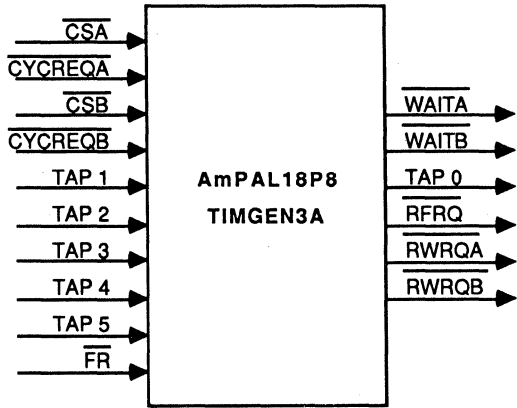 CSA
CYCREQA
CSB
CYCREQB
TAP 1
TAP 2
TAP 3
TAP 4
TAP 5
FR
AmPAL18P8
TIMGEN3A
WAITA
WAITB
TAP 0
RFRQ
RWRQA
RWRQB